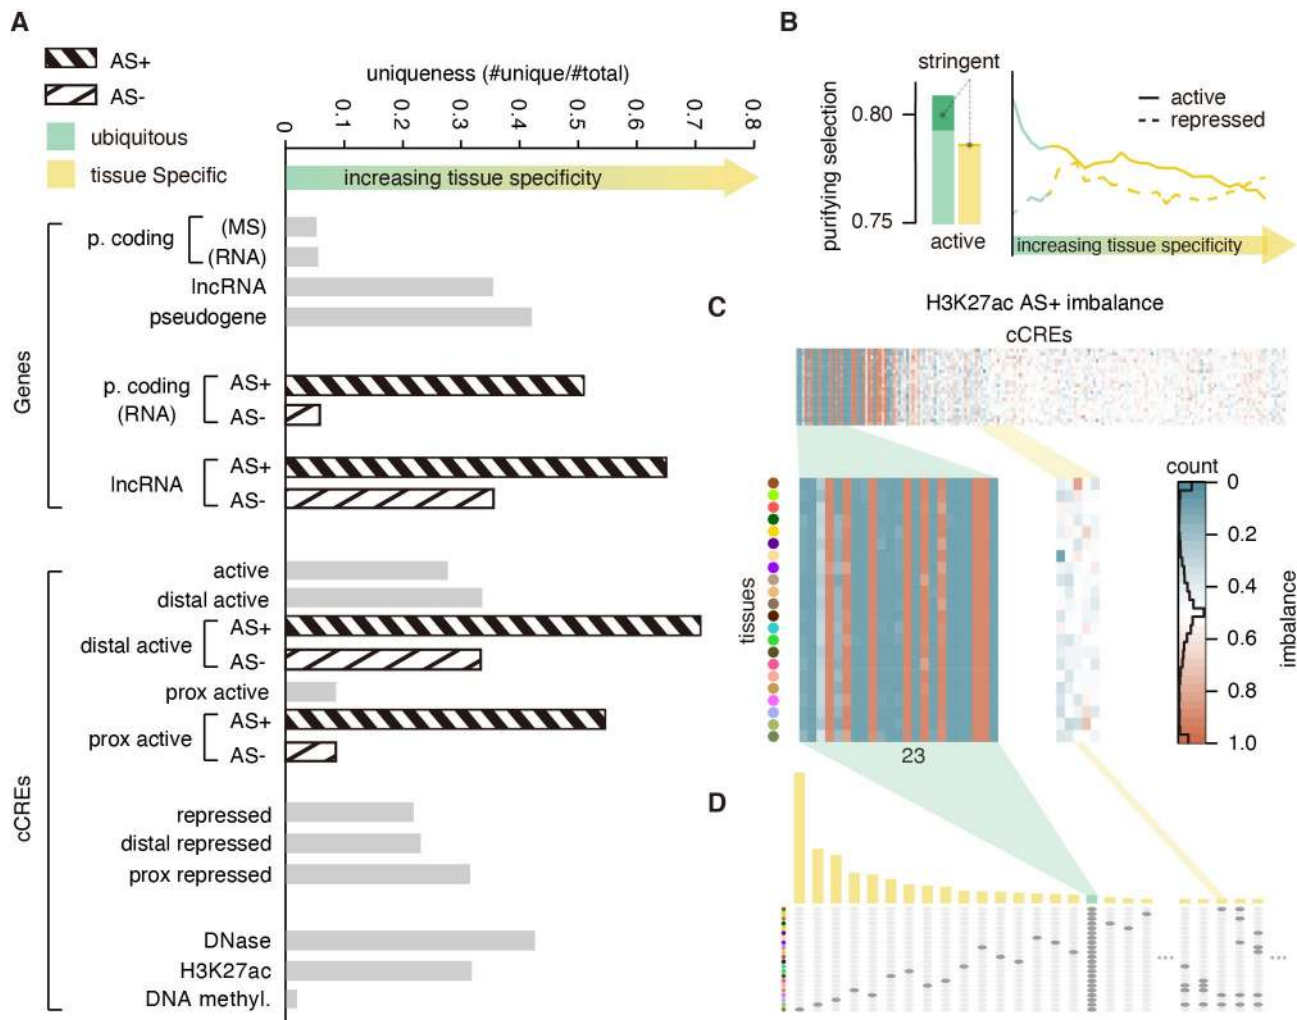 A
AS+
AS-
ubiquitous
tissue Specific
uniqueness (#unique/#total)
0
0.1
0.2
0.3
0.4
0.5
0.6
0.7
0.8
increasing tissue specificity
Genes
p. coding
(MS)
(RNA)
lncRNA
pseudogene
p. coding
(RNA)
AS+
AS-
lncRNA
AS+
AS-
cCREs
active
distal active
distal active
AS+
AS-
prox active
prox active
AS+
AS-
repressed
distal repressed
prox repressed
DNase
H3K27ac
DNA methyl.
B
purifying selection
0.80
0.75
stringent
active
active
repressed
increasing tissue specificity
C
H3K27ac AS+ imbalance
cCREs
tissues
23
count
0
0.2
0.4
0.6
0.8
1.0
imbalance
D
...
...